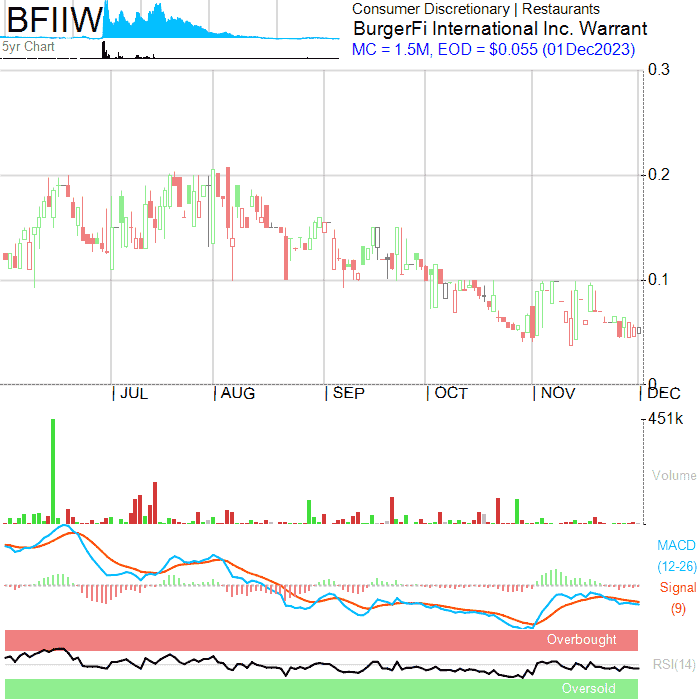 BFIIW
5yr Chart
Consumer Discretionary | Restaurants
BurgerFi International Inc. Warrant
MC = 1.5M, EOD = $0.055 (01Dec2023)
0.3
0.2
0.1
0
| JUL | AUG | SEP | OCT | NOV | DEC
451k
Volume
MACD
(12-26)
Signal
(9)
Overbought
RSI(14)
Oversold